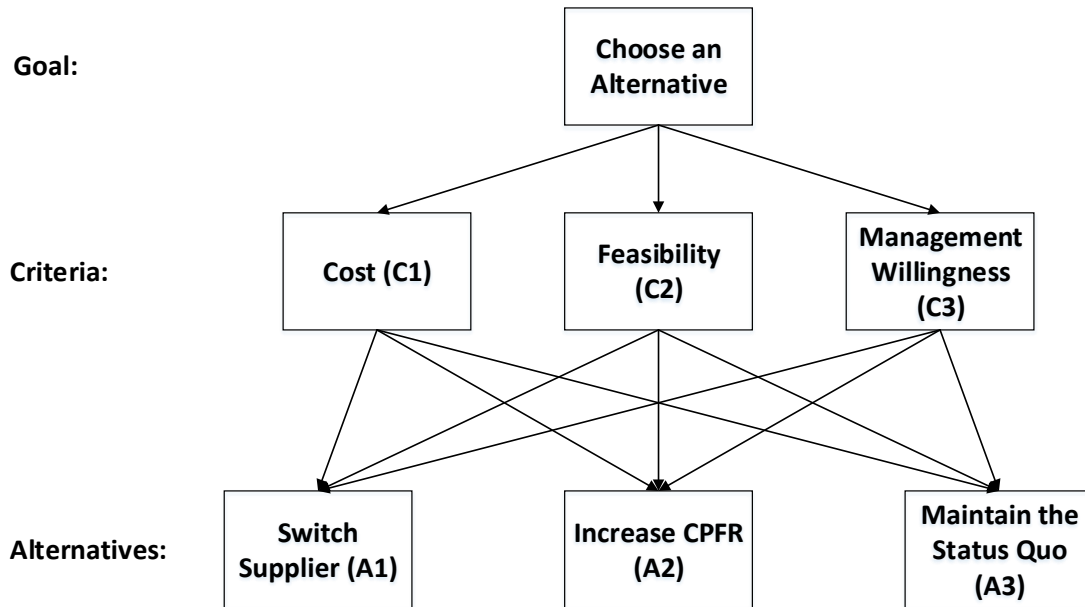 Goal:
Choose an
Alternative
Criteria:
Cost (C1)
Feasibility
(C2)
Management
Willingness
(C3)
Alternatives:
Switch
Supplier (A1)
Increase CPFR
(A2)
Maintain the
Status Quo
(A3)